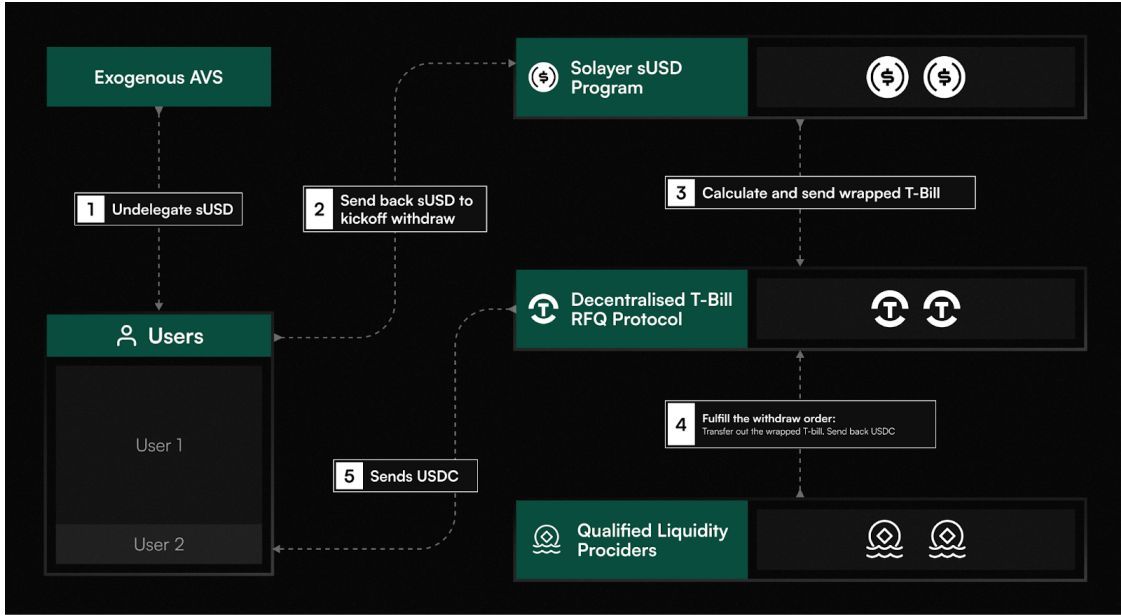 Exogenous AVS
1 Undelegate sUSD
Users
User 1
User 2
2 Send back sUSD to
kickoff withdraw
Solayer sUSD
Program
3 Calculate and send wrapped T-Bill
Decentralised T-Bill
RFQ Protocol
4 Fulfill the withdraw order:
Transfer out the wrapped T-bill. Send back USDC
5 Sends USDC
Qualified Liquidity
Prociders